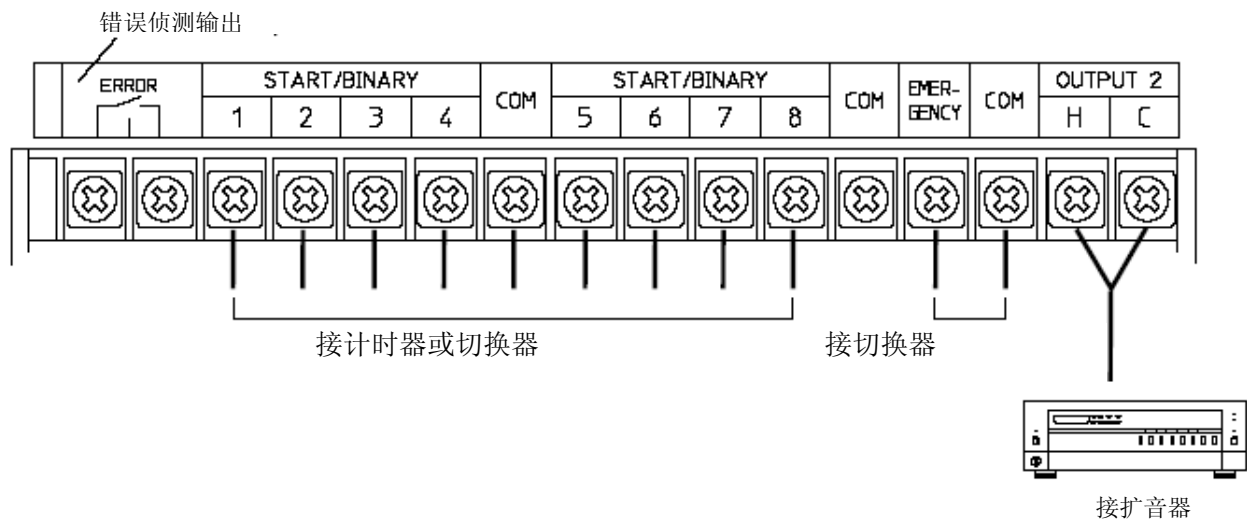 错误侦测输出
ERROR
START/BINARY
1 2 3 4
COM
START/BINARY
5 6 7 8
COM
EMER-
GENCY
COM
OUTPUT 2
H C
接计时器或切换器
接切换器
接扩音器